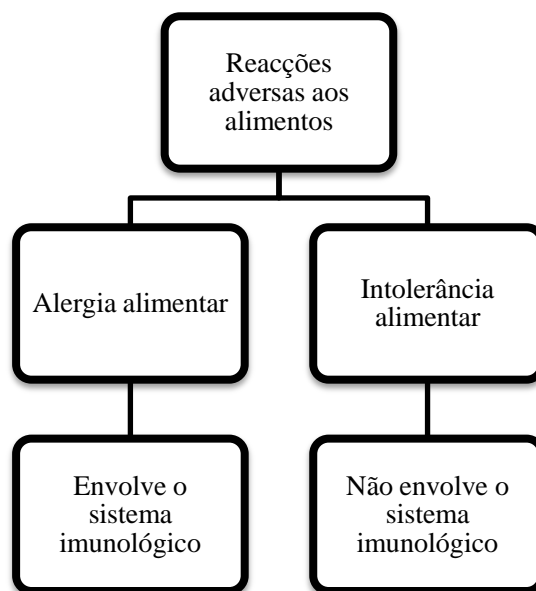 Reacções
adversas aos
alimentos
Alergia alimentar
Intolerância
alimentar
Envolve o
sistema
imunológico
Não envolve o
sistema
imunológico